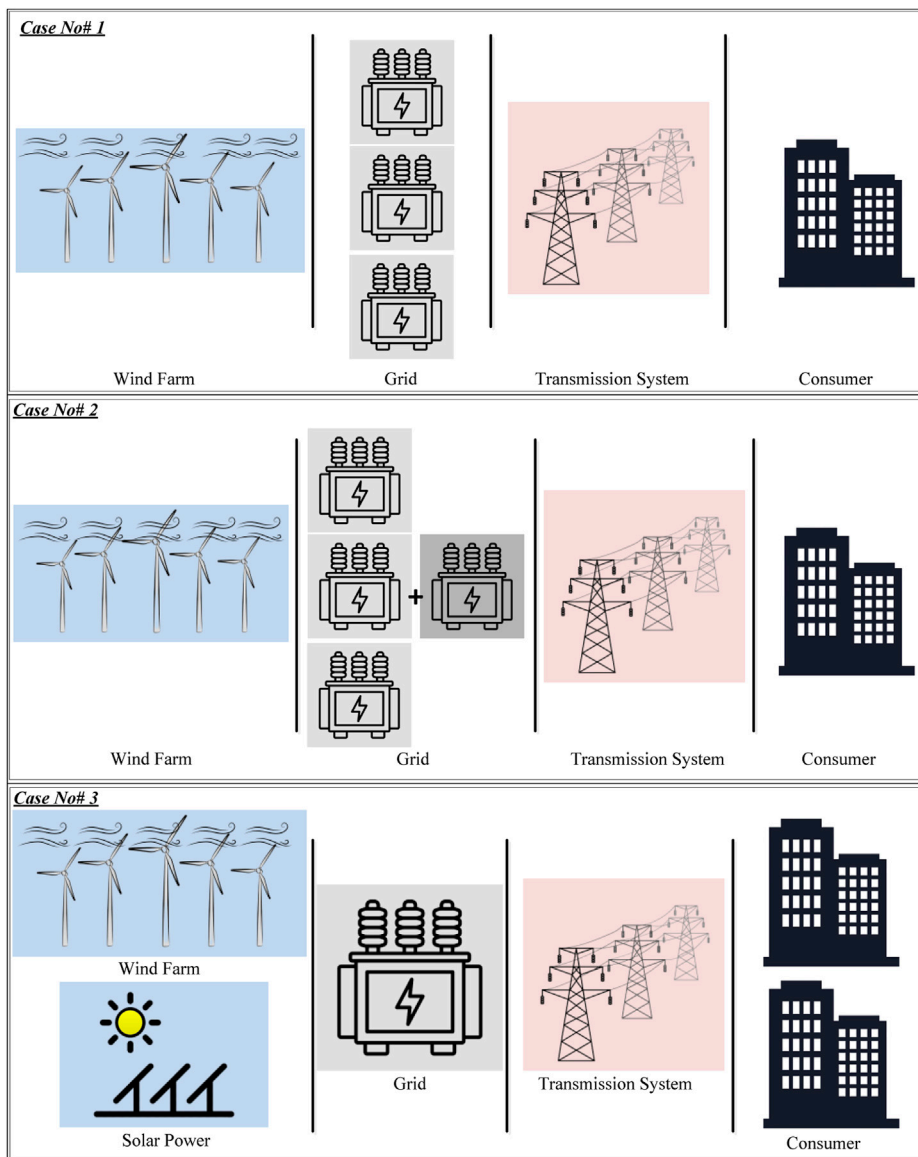 Case No# 1
Wind Farm
Grid
Transmission System
Consumer
Case No# 2
+
Wind Farm
Grid
Transmission System
Consumer
Case No# 3
Wind Farm
Solar Power
Grid
Transmission System
Consumer